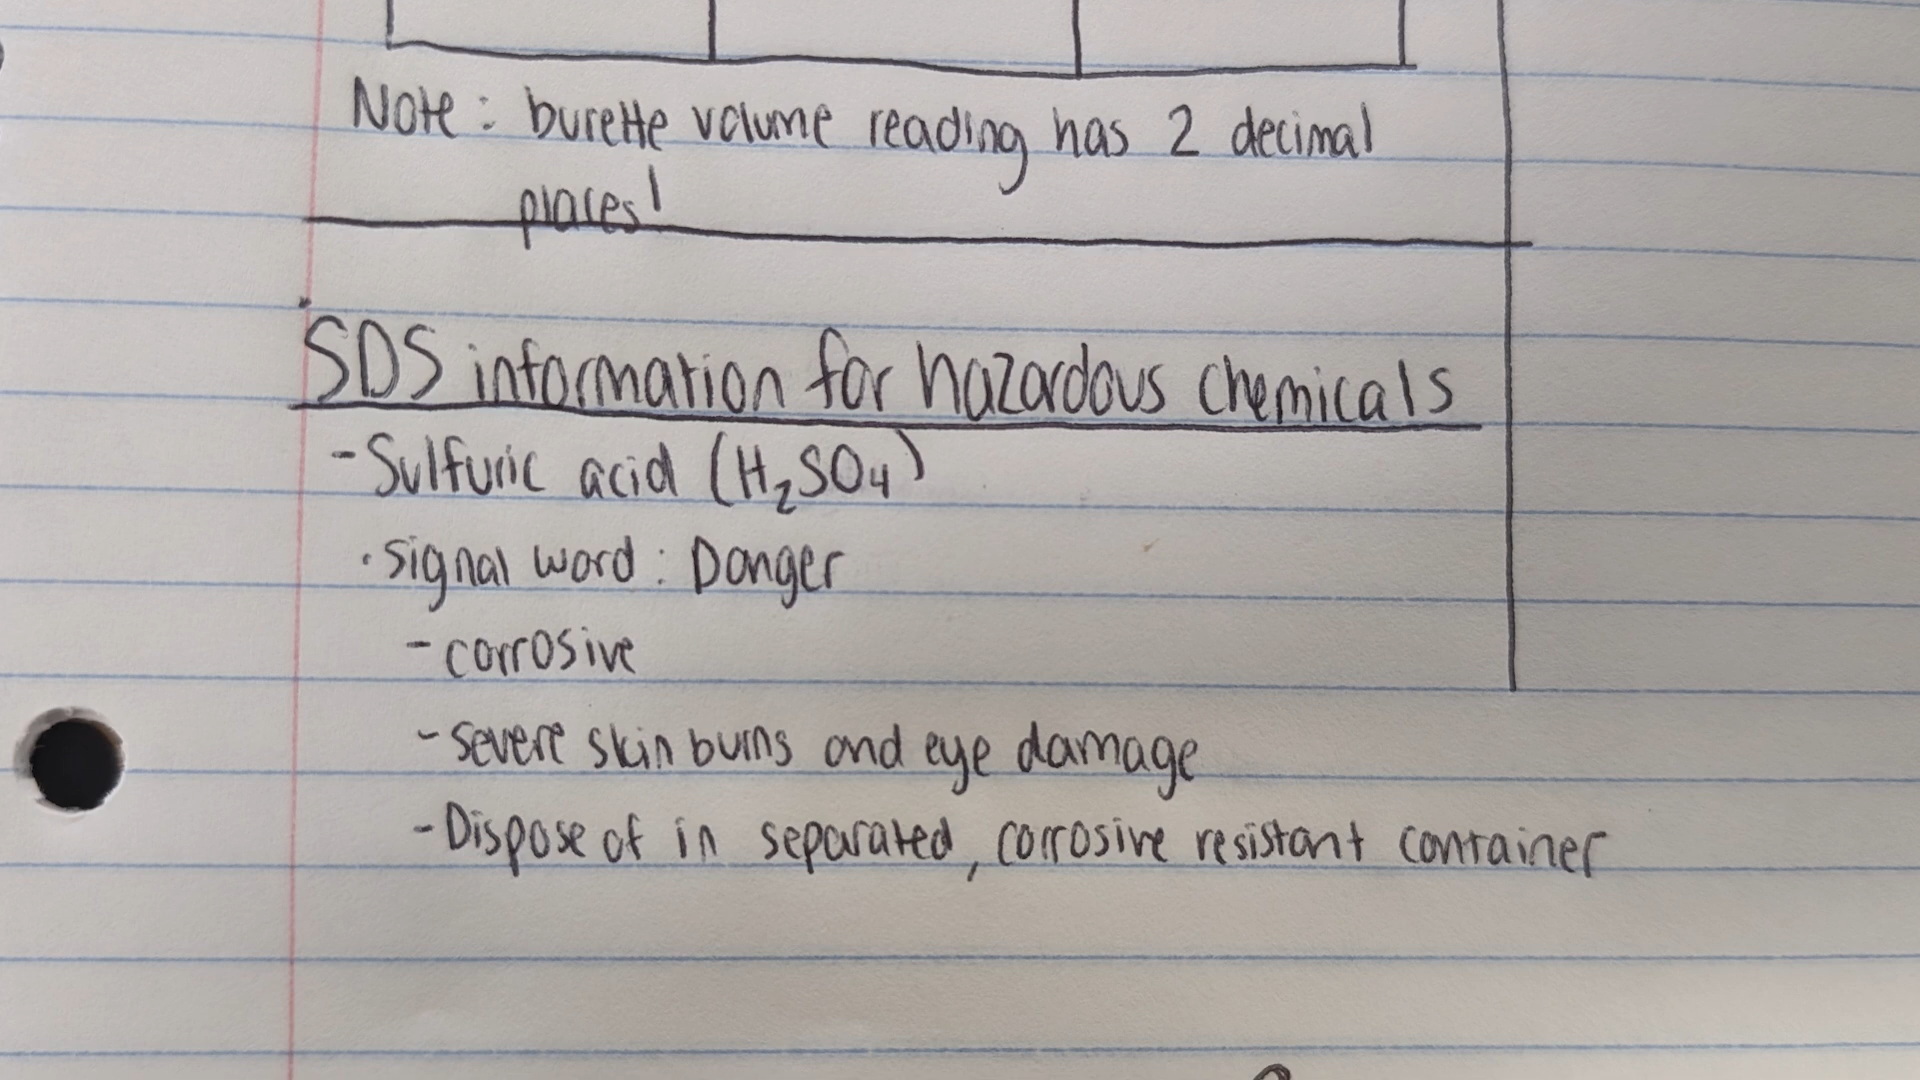 Note: burette volume reading has 2 decimal
places!
SDS information for hazardous chemicals
-Sulfuric acid (H₂SO₄)
·signal word: Danger
-corrosive
-severe skin burns and eye damage
-Dispose of in separated, corrosive resistant container